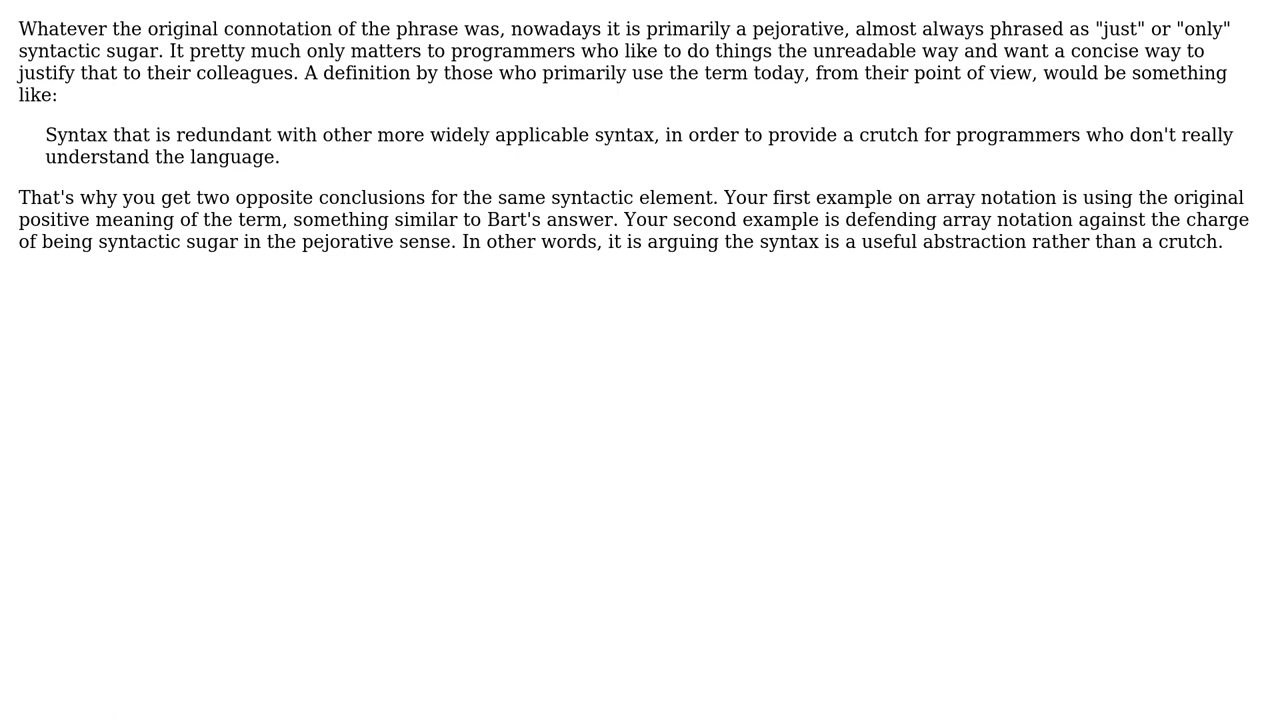 Whatever the original connotation of the phrase was, nowadays it is primarily a pejorative, almost always phrased as "just" or "only"
syntactic sugar. It pretty much only matters to programmers who like to do things the unreadable way and want a concise way to
justify that to their colleagues. A definition by those who primarily use the term today, from their point of view, would be something
like:
Syntax that is redundant with other more widely applicable syntax, in order to provide a crutch for programmers who don't really
understand the language.
That's why you get two opposite conclusions for the same syntactic element. Your first example on array notation is using the original
positive meaning of the term, something similar to Bart's answer. Your second example is defending array notation against the charge
of being syntactic sugar in the pejorative sense. In other words, it is arguing the syntax is a useful abstraction rather than a crutch.